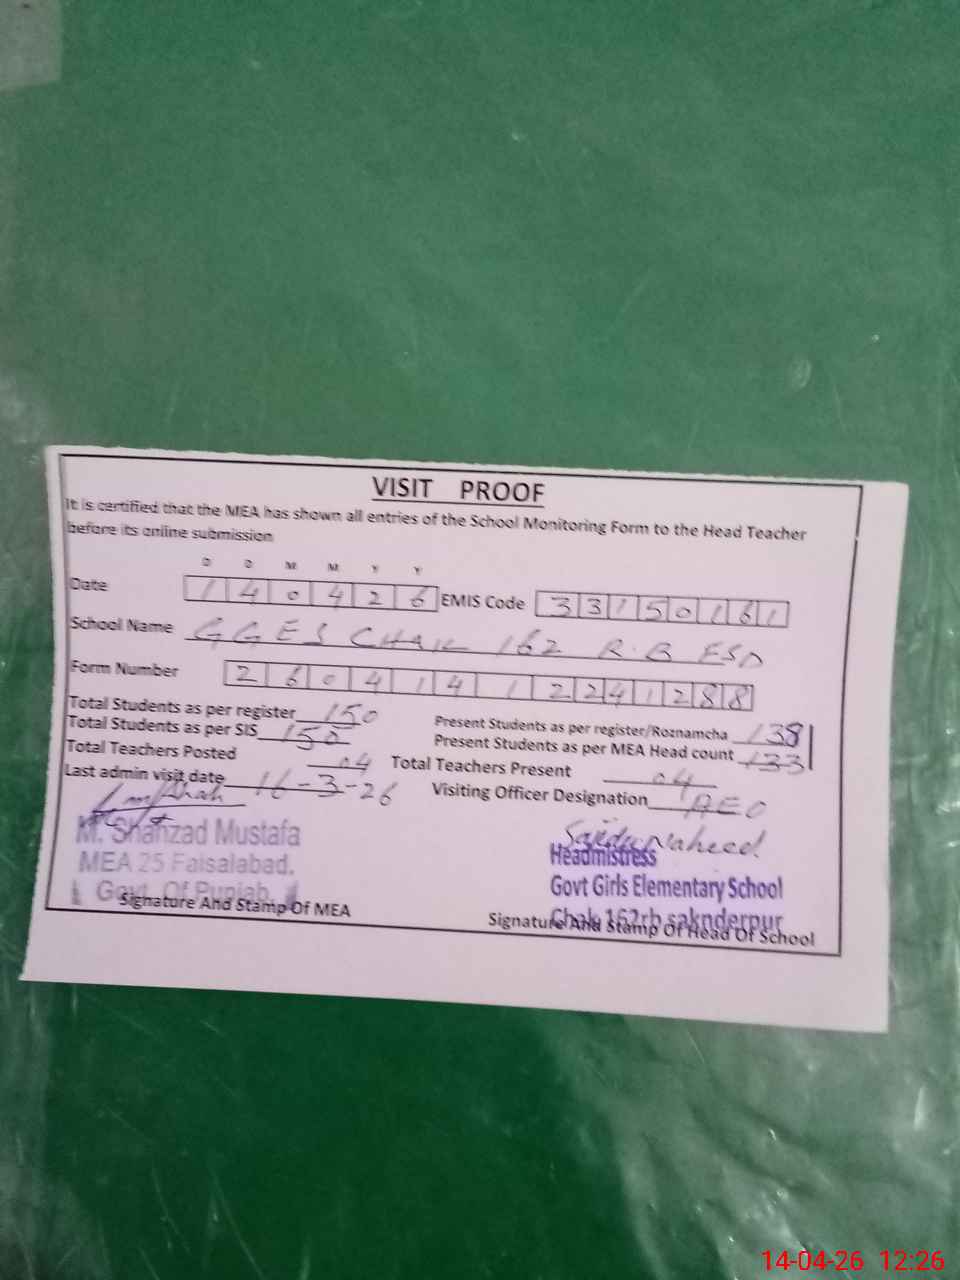 VISIT PROOF
It is certified that the MEA has shown all entries of the School Monitoring Form to the Head Teacher
before its online submission
D D M M Y Y
Date 1 4 0 4 2 6 EMIS Code 3 3 1 5 0 1 6 1
School Name GGES CHAK 162 R.B FSD
Form Number 2 6 0 4 1 4 1 2 2 4 1 2 8 8
Total Students as per register 150 Present Students as per register/Roznamcha 138
Total Students as per SIS 150 Present Students as per MEA Head count 133
Total Teachers Posted 04 Total Teachers Present 04
Last admin visit date 16-3-26 Visiting Officer Designation AEO
M. Shahzad Mustafa
MEA 25 Faisalabad.
Govt. Of Punjab.
Signature And Stamp Of MEA
Sajida Naheed
Headmistress
Govt Girls Elementary School
Chak 162rb saknderpur
Signature And Stamp Of Head Of School
14-04-26 12:26